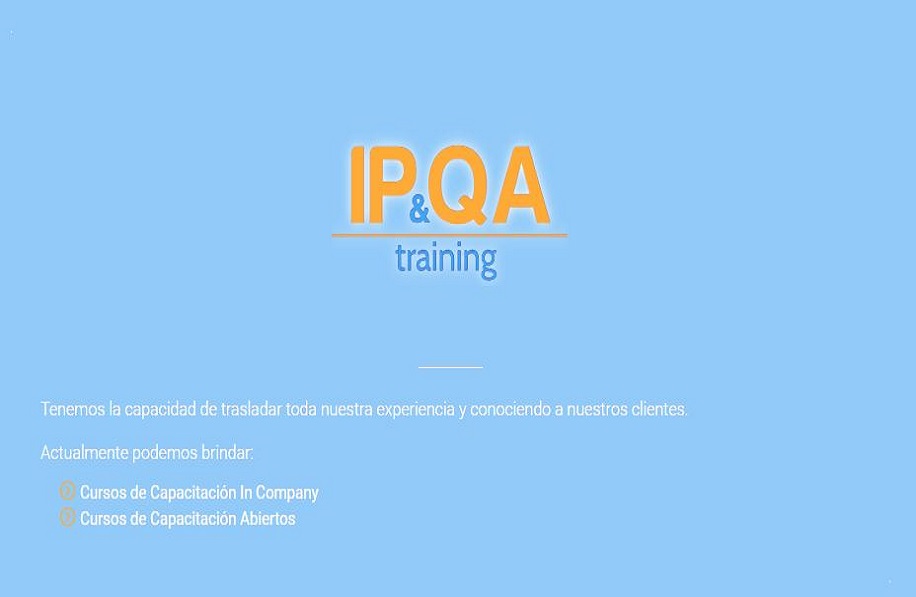 IP&QA
training
Tenemos la capacidad de trasladar toda nuestra experiencia y conociendo a nuestros clientes.
Actualmente podemos brindar:
Cursos de Capacitación In Company
Cursos de Capacitación Abiertos